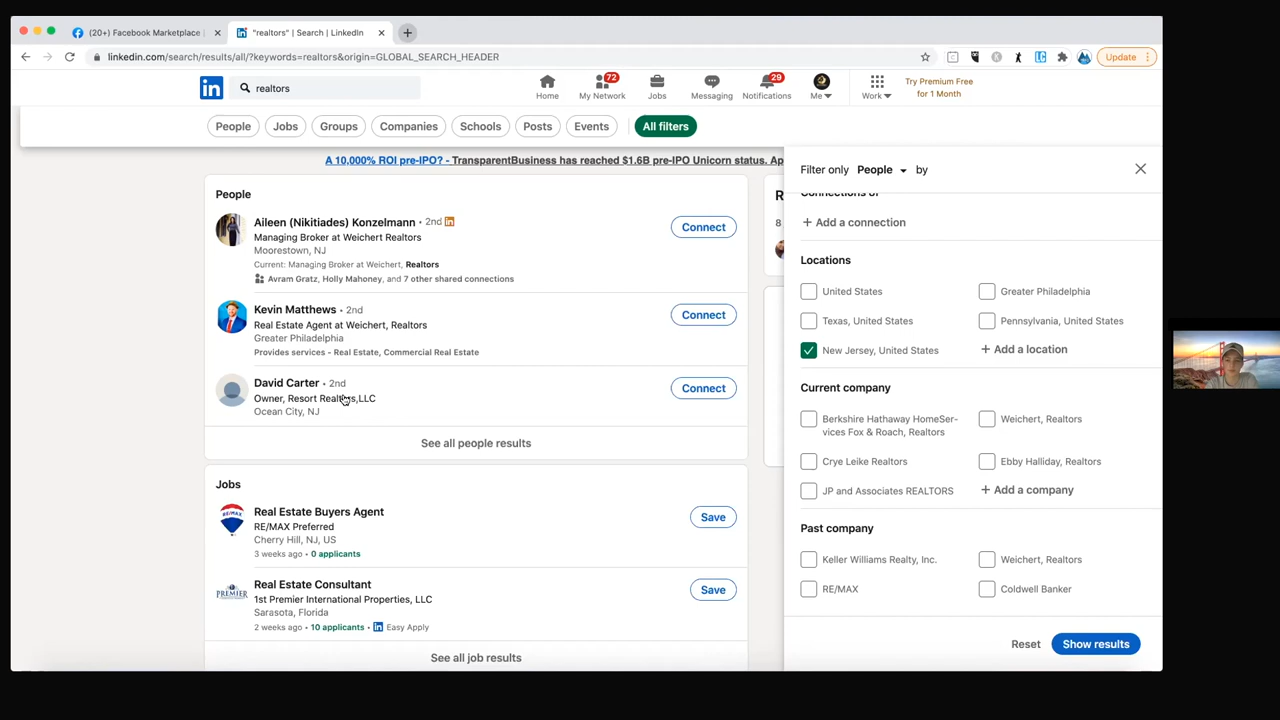 (20+) Facebook Marketplace
"realtors" | Search | LinkedIn
linkedin.com/search/results/all/?keywords=realtors&origin=GLOBAL_SEARCH_HEADER
Update
in
realtors
Home
72
My Network
Jobs
Messaging
29
Notifications
Me
Work
Try Premium Free
for 1 Month
People
Jobs
Groups
Companies
Schools
Posts
Events
All filters
A 10,000% ROI pre-IPO? - TransparentBusiness has reached $1.6B pre-IPO Unicorn status. Ap
People
Aileen (Nikitiades) Konzelmann • 2nd in
Managing Broker at Weichert Realtors
Moorestown, NJ
Current: Managing Broker at Weichert, Realtors
Avram Gratz, Holly Mahoney, and 7 other shared connections
Connect
Kevin Matthews • 2nd
Real Estate Agent at Weichert, Realtors
Greater Philadelphia
Provides services - Real Estate, Commercial Real Estate
Connect
David Carter • 2nd
Owner, Resort Realtors,LLC
Ocean City, NJ
Connect
See all people results
Jobs
RE/MAX
Real Estate Buyers Agent
RE/MAX Preferred
Cherry Hill, NJ, US
3 weeks ago • 0 applicants
Save
PREMIER
Real Estate Consultant
1st Premier International Properties, LLC
Sarasota, Florida
2 weeks ago • 10 applicants • in Easy Apply
Save
See all job results
R
8
Filter only People by
Connections of
+ Add a connection
Locations
United States
Greater Philadelphia
Texas, United States
Pennsylvania, United States
New Jersey, United States
+ Add a location
Current company
Berkshire Hathaway HomeSer-
vices Fox & Roach, Realtors
Weichert, Realtors
Crye Leike Realtors
Ebby Halliday, Realtors
JP and Associates REALTORS
+ Add a company
Past company
Keller Williams Realty, Inc.
Weichert, Realtors
RE/MAX
Coldwell Banker
Reset
Show results